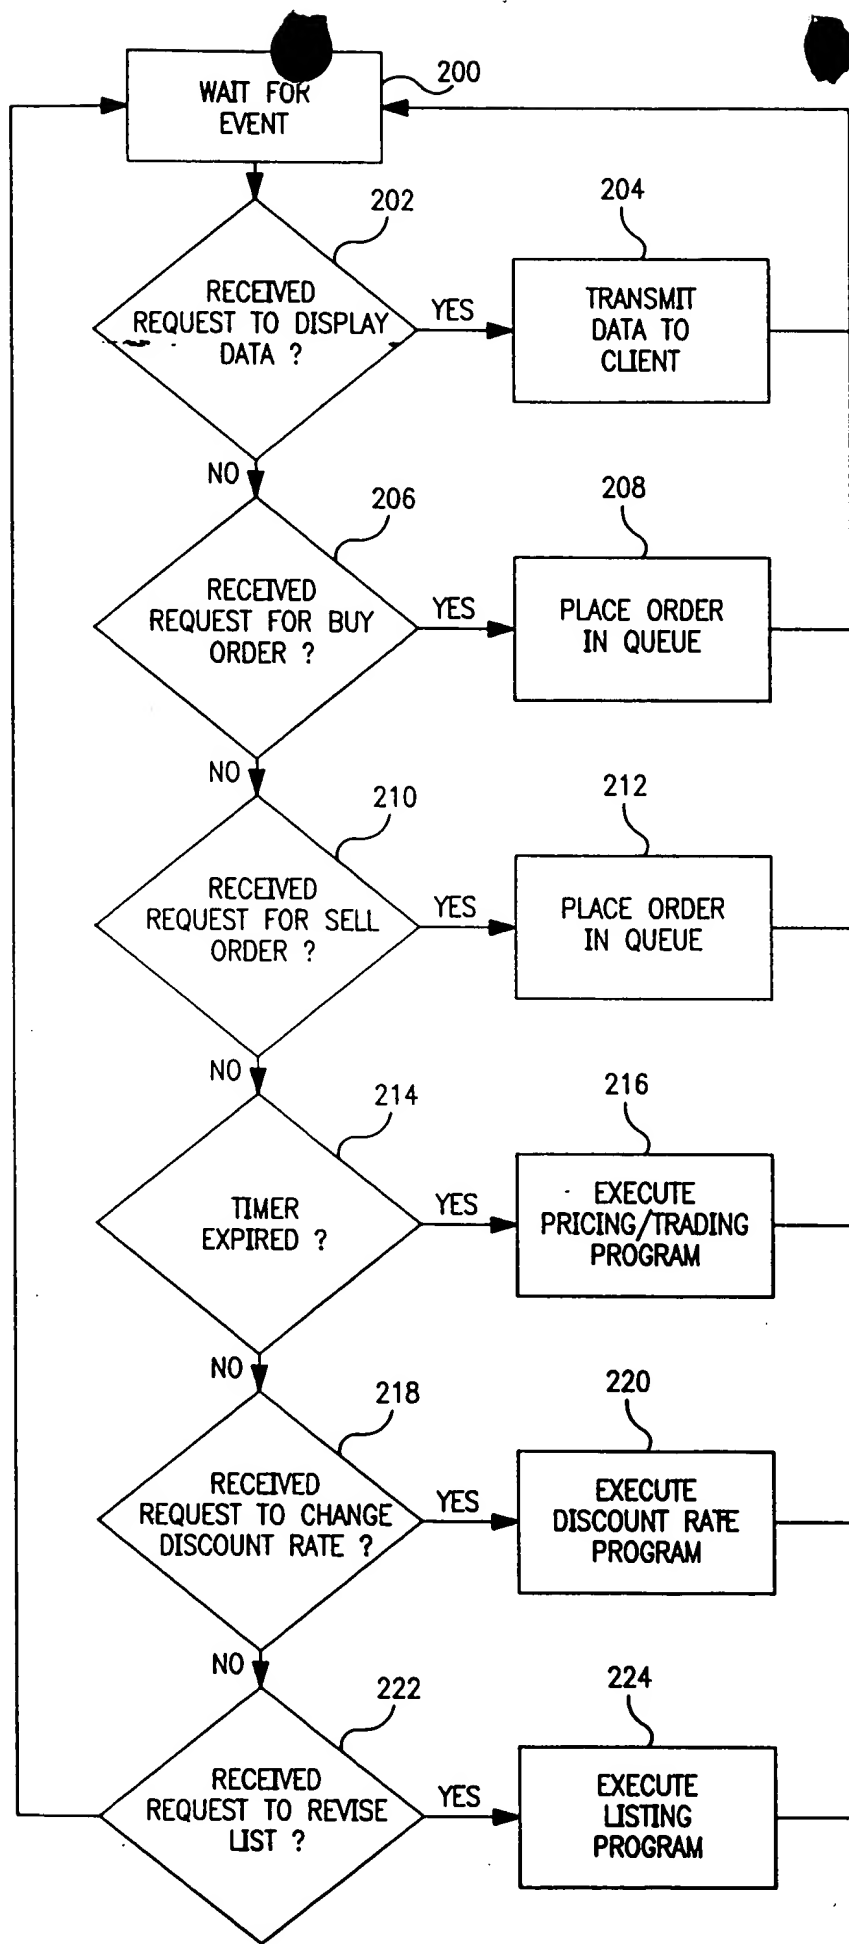 200
WAIT FOR
EVENT
202
204
RECEIVED
REQUEST TO DISPLAY
DATA ?
YES
TRANSMIT
DATA TO
CLIENT
NO
206
208
RECEIVED
REQUEST FOR BUY
ORDER ?
YES
PLACE ORDER
IN QUEUE
NO
210
212
RECEIVED
REQUEST FOR SELL
ORDER ?
YES
PLACE ORDER
IN QUEUE
NO
214
216
TIMER
EXPIRED ?
YES
EXECUTE
PRICING/TRADING
PROGRAM
NO
218
220
RECEIVED
REQUEST TO CHANGE
DISCOUNT RATE ?
YES
EXECUTE
DISCOUNT RATE
PROGRAM
NO
222
224
RECEIVED
REQUEST TO REVISE
LIST ?
YES
EXECUTE
LISTING
PROGRAM